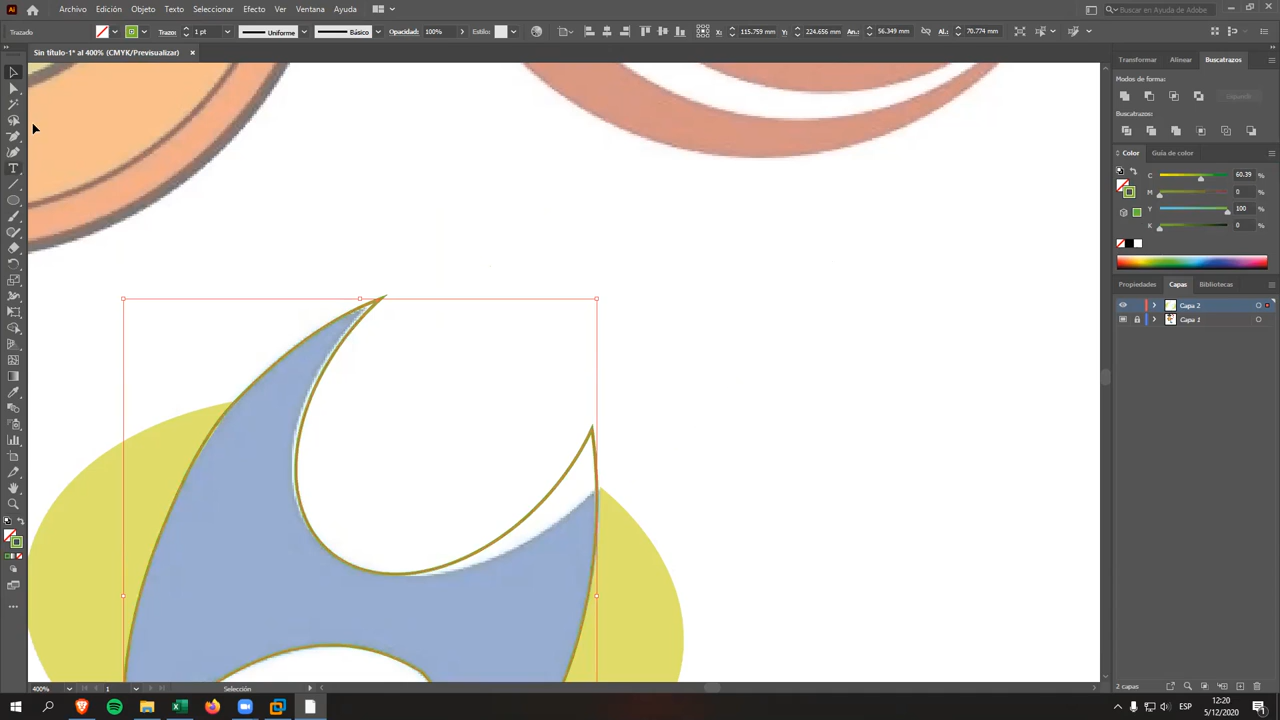 Ai
Archivo Edición Objeto Texto Seleccionar Efecto Ver Ventana Ayuda
Buscar en Ayuda de Adobe
Trazado
Trazo: 1 pt Uniforme Básico Opacidad: 100% Estilo: X: 115.759 mm Y: 224.656 mm An.: 56.349 mm Al.: 70.774 mm
Sin título-1* al 400% (CMYK/Previsualizar) ×
Transformar Alinear Buscatrazos
Modos de forma:
Expandir
Buscatrazos:
Color Guía de color
C 60.39 %
M 0 %
Y 100 %
K 0 %
Propiedades Capas Bibliotecas
Capa 2
Capa 1
400% 1 Selección
2 capas
ESP
12:20
5/12/2020